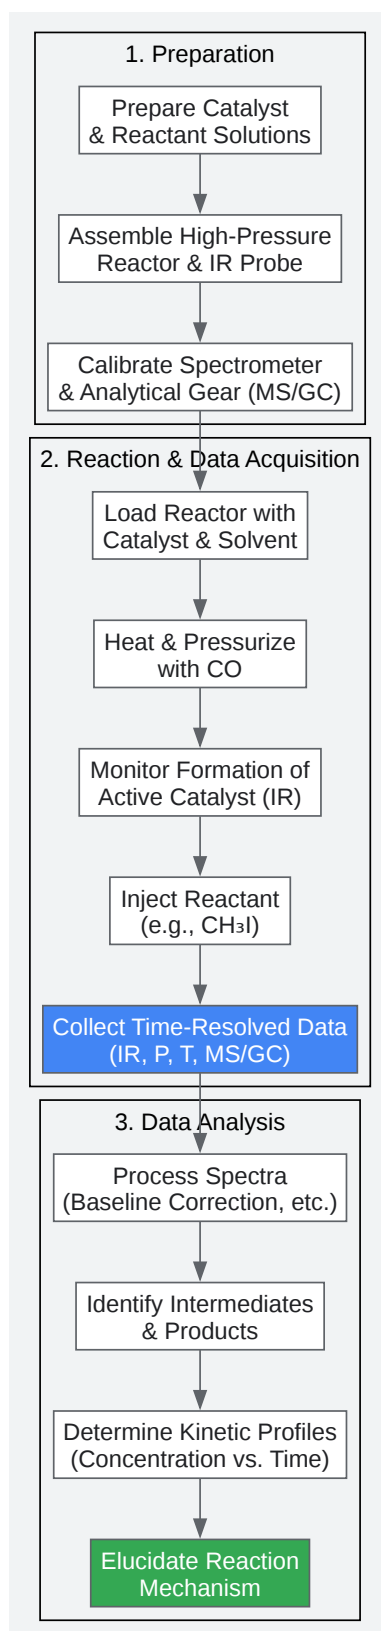 1. Preparation
Prepare Catalyst
& Reactant Solutions
Assemble High-Pressure
Reactor & IR Probe
Calibrate Spectrometer
& Analytical Gear (MS/GC)
2. Reaction & Data Acquisition
Load Reactor with
Catalyst & Solvent
Heat & Pressurize
with CO
Monitor Formation of
Active Catalyst (IR)
Inject Reactant
(e.g., CH₃I)
Collect Time-Resolved Data
(IR, P, T, MS/GC)
3. Data Analysis
Process Spectra
(Baseline Correction, etc.)
Identify Intermediates
& Products
Determine Kinetic Profiles
(Concentration vs. Time)
Elucidate Reaction
Mechanism